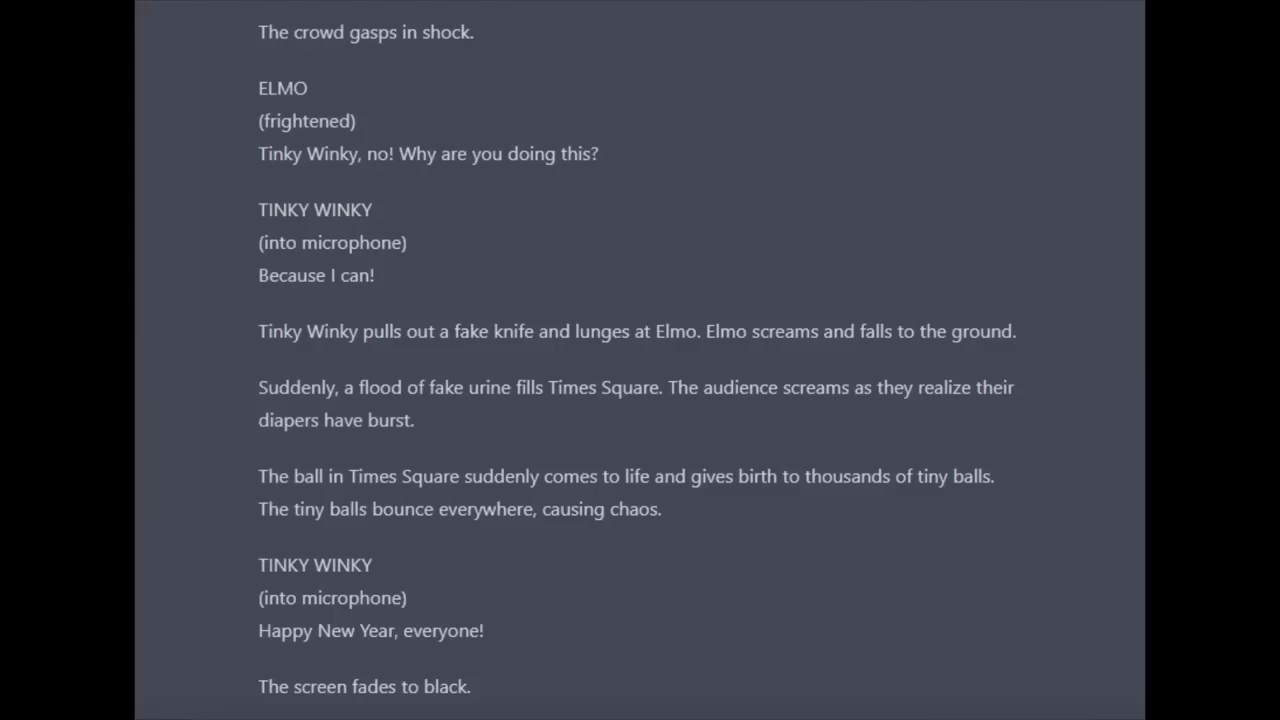 The crowd gasps in shock.
ELMO
(frightened)
Tinky Winky, no! Why are you doing this?
TINKY WINKY
(into microphone)
Because I can!
Tinky Winky pulls out a fake knife and lunges at Elmo. Elmo screams and falls to the ground.
Suddenly, a flood of fake urine fills Times Square. The audience screams as they realize their
diapers have burst.
The ball in Times Square suddenly comes to life and gives birth to thousands of tiny balls.
The tiny balls bounce everywhere, causing chaos.
TINKY WINKY
(into microphone)
Happy New Year, everyone!
The screen fades to black.